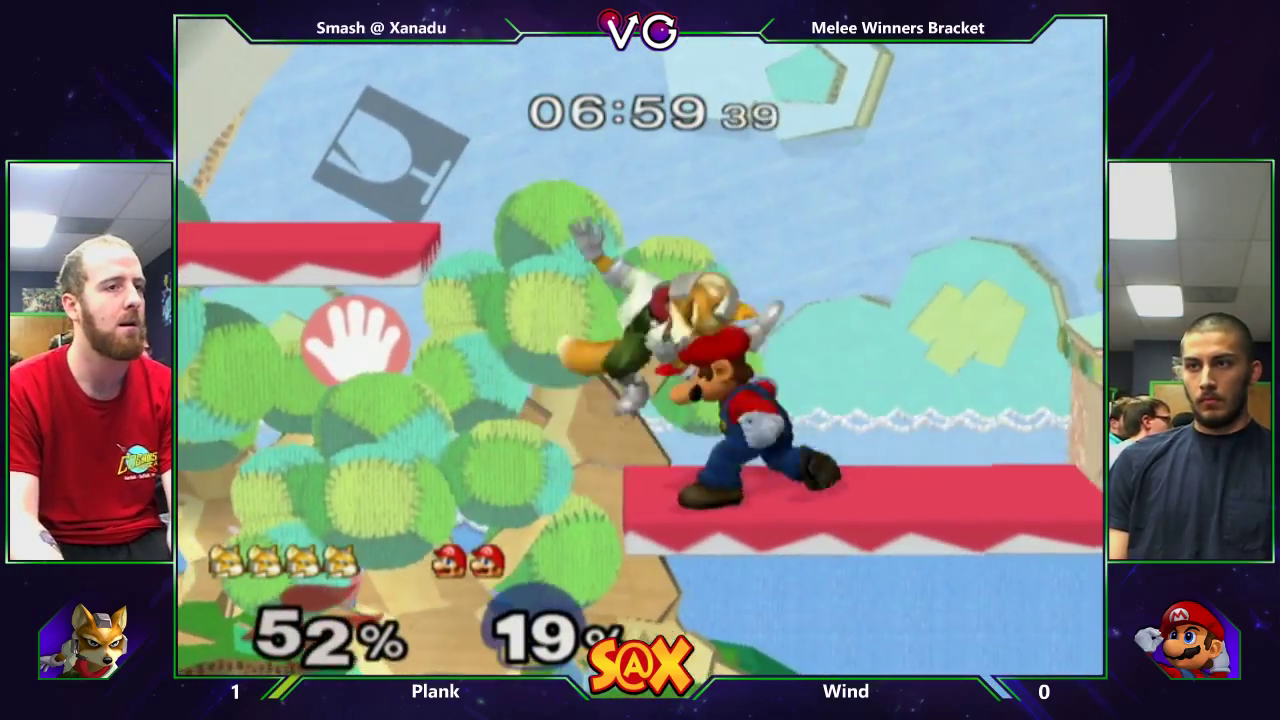 Smash @ Xanadu
VG
Melee Winners Bracket
06:59 39
52%
19%
S@X
1
Plank
Wind
0